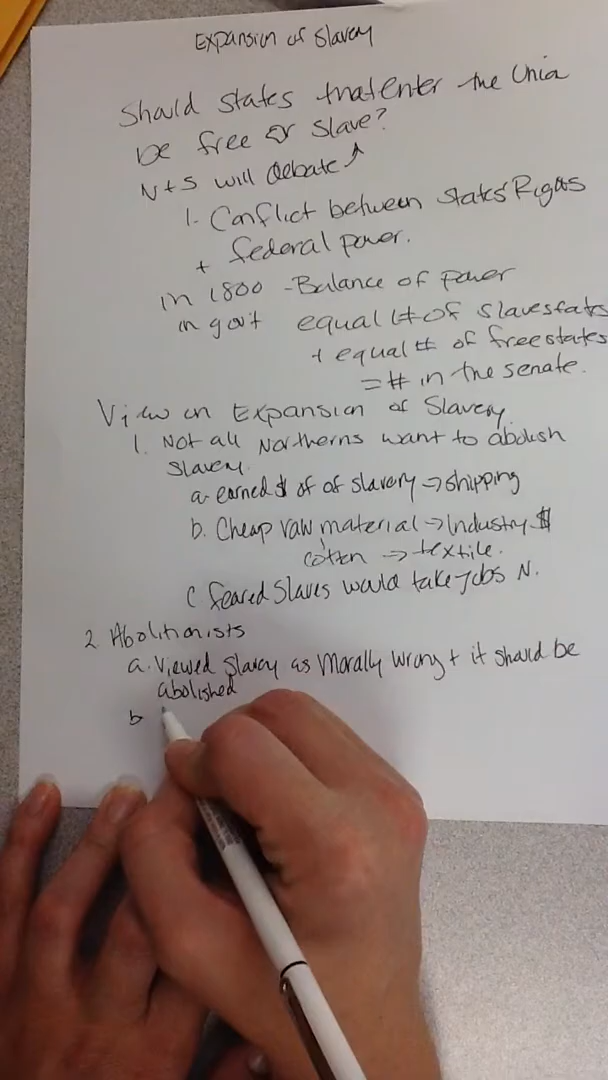 Expansion of Slavery
Should states that Enter the Unia
be free or slave?
N + S will debate ↑
1- Conflict between States' Rights
+ federal power.
in 1800 - Balance of power
in gov't equal # of slave stats
+ equal # of free states
= # in the senate.
View on Expansion of Slavery
1. Not all Northerns want to abolish
slavery.
a. earned $ of of slavery → shipping
b. Cheap raw material → Industry $
cotten → textile.
c feared slaves would take jobs N.
2 Abolitionists
a. Viewed slavery as Morally wrong + it should be
abolished
b